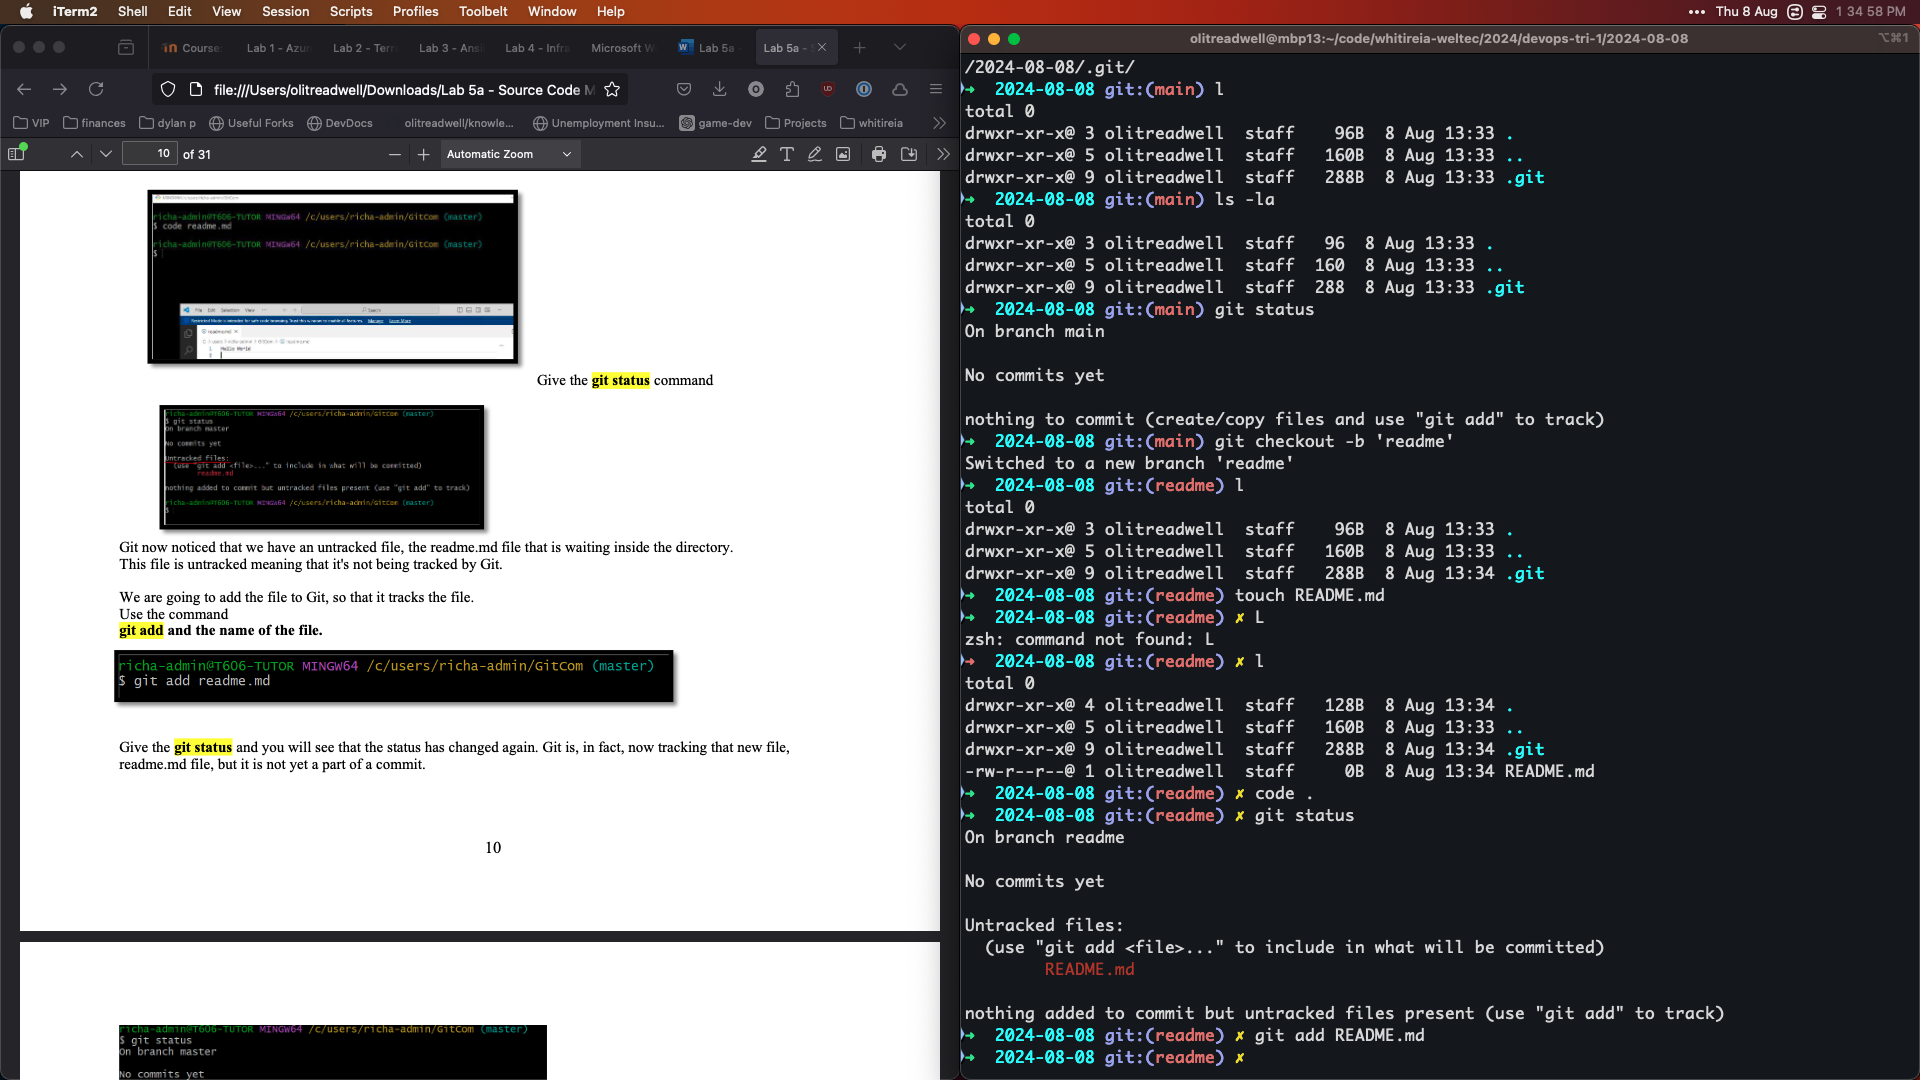 iTerm2 Shell Edit View Session Scripts Profiles Toolbelt Window Help
Thu 8 Aug 1 34 58 PM
Course Lab 1 - Azu Lab 2 - Ter Lab 3 - Ans Lab 4 - Infra Microsoft W Lab 5a Lab 5a -
file:///Users/olitreadwell/Downloads/Lab 5a - Source Code M
VIP finances dylan p Useful Forks DevDocs olitreadwell/knowle... Unemployment Insu... game-dev Projects whitireia
10 of 31 Automatic Zoom
richa-admin@T606-TUTOR MINGW64 /c/users/richa-admin/GitCom (master)
$ code readme.md
richa-admin@T606-TUTOR MINGW64 /c/users/richa-admin/GitCom (master)
$
File Edit Selection View
Hello World
Give the git status command
richa-admin@T606-TUTOR MINGW64 /c/users/richa-admin/GitCom (master)
$ git status
On branch master
No commits yet
Untracked files:
(use "git add <file>..." to include in what will be committed)
readme.md
nothing added to commit but untracked files present (use "git add" to track)
richa-admin@T606-TUTOR MINGW64 /c/users/richa-admin/GitCom (master)
$
Git now noticed that we have an untracked file, the readme.md file that is waiting inside the directory.
This file is untracked meaning that it's not being tracked by Git.
We are going to add the file to Git, so that it tracks the file.
Use the command
git add and the name of the file.
richa-admin@T606-TUTOR MINGW64 /c/users/richa-admin/GitCom (master)
$ git add readme.md
Give the git status and you will see that the status has changed again. Git is, in fact, now tracking that new file,
readme.md file, but it is not yet a part of a commit.
10
richa-admin@T606-TUTOR MINGW64 /c/users/richa-admin/GitCom (master)
$ git status
On branch master
No commits yet
olitreadwell@mbp13:~/code/whitireia-weltec/2024/devops-tri-1/2024-08-08
⌥⌘1
/2024-08-08/.git/
➜ 2024-08-08 git:(main) l
total 0
drwxr-xr-x@ 3 olitreadwell staff 96B 8 Aug 13:33 .
drwxr-xr-x@ 5 olitreadwell staff 160B 8 Aug 13:33 ..
drwxr-xr-x@ 9 olitreadwell staff 288B 8 Aug 13:33 .git
➜ 2024-08-08 git:(main) ls -la
total 0
drwxr-xr-x@ 3 olitreadwell staff 96 8 Aug 13:33 .
drwxr-xr-x@ 5 olitreadwell staff 160 8 Aug 13:33 ..
drwxr-xr-x@ 9 olitreadwell staff 288 8 Aug 13:33 .git
➜ 2024-08-08 git:(main) git status
On branch main
No commits yet
nothing to commit (create/copy files and use "git add" to track)
➜ 2024-08-08 git:(main) git checkout -b 'readme'
Switched to a new branch 'readme'
➜ 2024-08-08 git:(readme) l
total 0
drwxr-xr-x@ 3 olitreadwell staff 96B 8 Aug 13:33 .
drwxr-xr-x@ 5 olitreadwell staff 160B 8 Aug 13:33 ..
drwxr-xr-x@ 9 olitreadwell staff 288B 8 Aug 13:34 .git
➜ 2024-08-08 git:(readme) touch README.md
➜ 2024-08-08 git:(readme) ✗ L
zsh: command not found: L
➜ 2024-08-08 git:(readme) ✗ l
total 0
drwxr-xr-x@ 4 olitreadwell staff 128B 8 Aug 13:34 .
drwxr-xr-x@ 5 olitreadwell staff 160B 8 Aug 13:33 ..
drwxr-xr-x@ 9 olitreadwell staff 288B 8 Aug 13:34 .git
-rw-r--r--@ 1 olitreadwell staff 0B 8 Aug 13:34 README.md
➜ 2024-08-08 git:(readme) ✗ code .
➜ 2024-08-08 git:(readme) ✗ git status
On branch readme
No commits yet
Untracked files:
(use "git add <file>..." to include in what will be committed)
README.md
nothing added to commit but untracked files present (use "git add" to track)
➜ 2024-08-08 git:(readme) ✗ git add README.md
➜ 2024-08-08 git:(readme) ✗